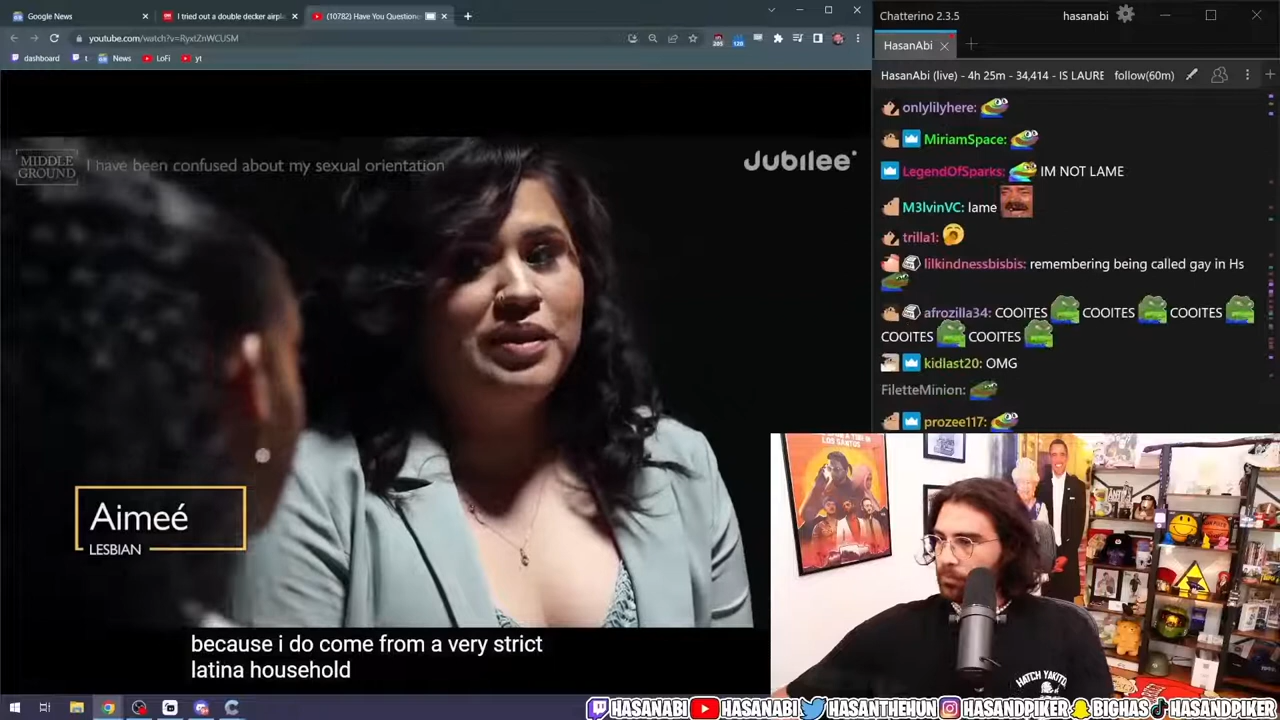 Google News
I tried out a double decker airpl
(10782) Have You Questione
youtube.com/watch?v=RyxtZnWCUSM
205
120
dashboard
t
News
LoFi
yt
MIDDLE
GROUND
I have been confused about my sexual orientation
Jubilee
Aimeé
LESBIAN
because i do come from a very strict
latina household
Chatterino 2.3.5
hasanabi
HasanAbi
HasanAbi (live) - 4h 25m - 34,414 - IS LAURE
follow(60m)
onlylilyhere:
MiriamSpace:
LegendOfSparks: IM NOT LAME
M3lvinVC: lame
trilla1:
lilkindnessbisbis: remembering being called gay in Hs
afrozilla34: COOITES COOITES COOITES
COOITES COOITES
kidlast20: OMG
FiletteMinion:
prozee117:
LOS SANTOS
HATCH YAKITO
HASANABI HASANABI HASANTHEHUN HASANDPIKER BIGHAS HASANDPIKER